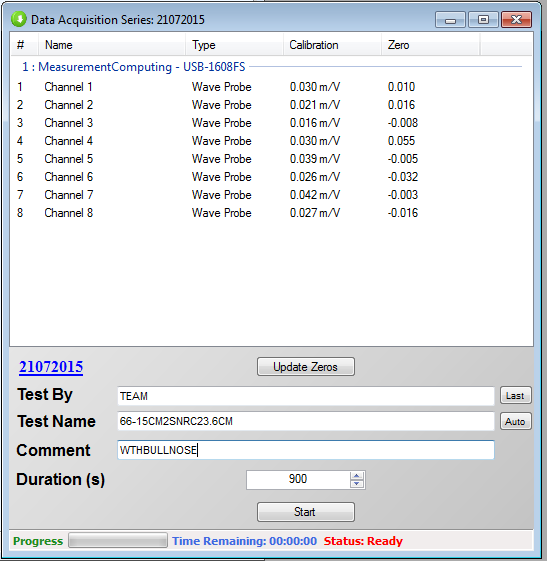 Data Acquisition Series: 21072015
# Name Type Calibration Zero
1 : MeasurementComputing - USB-1608FS
1 Channel 1 Wave Probe 0.030 m/V 0.010
2 Channel 2 Wave Probe 0.021 m/V 0.016
3 Channel 3 Wave Probe 0.016 m/V -0.008
4 Channel 4 Wave Probe 0.030 m/V 0.055
5 Channel 5 Wave Probe 0.039 m/V -0.005
6 Channel 6 Wave Probe 0.026 m/V -0.032
7 Channel 7 Wave Probe 0.042 m/V -0.003
8 Channel 8 Wave Probe 0.027 m/V -0.016
21072015 Update Zeros
Test By TEAM Last
Test Name 66-15CM2SNRC23.6CM Auto
Comment WTHBULLNOSE
Duration (s) 900
Start
Progress Time Remaining: 00:00:00 Status: Ready